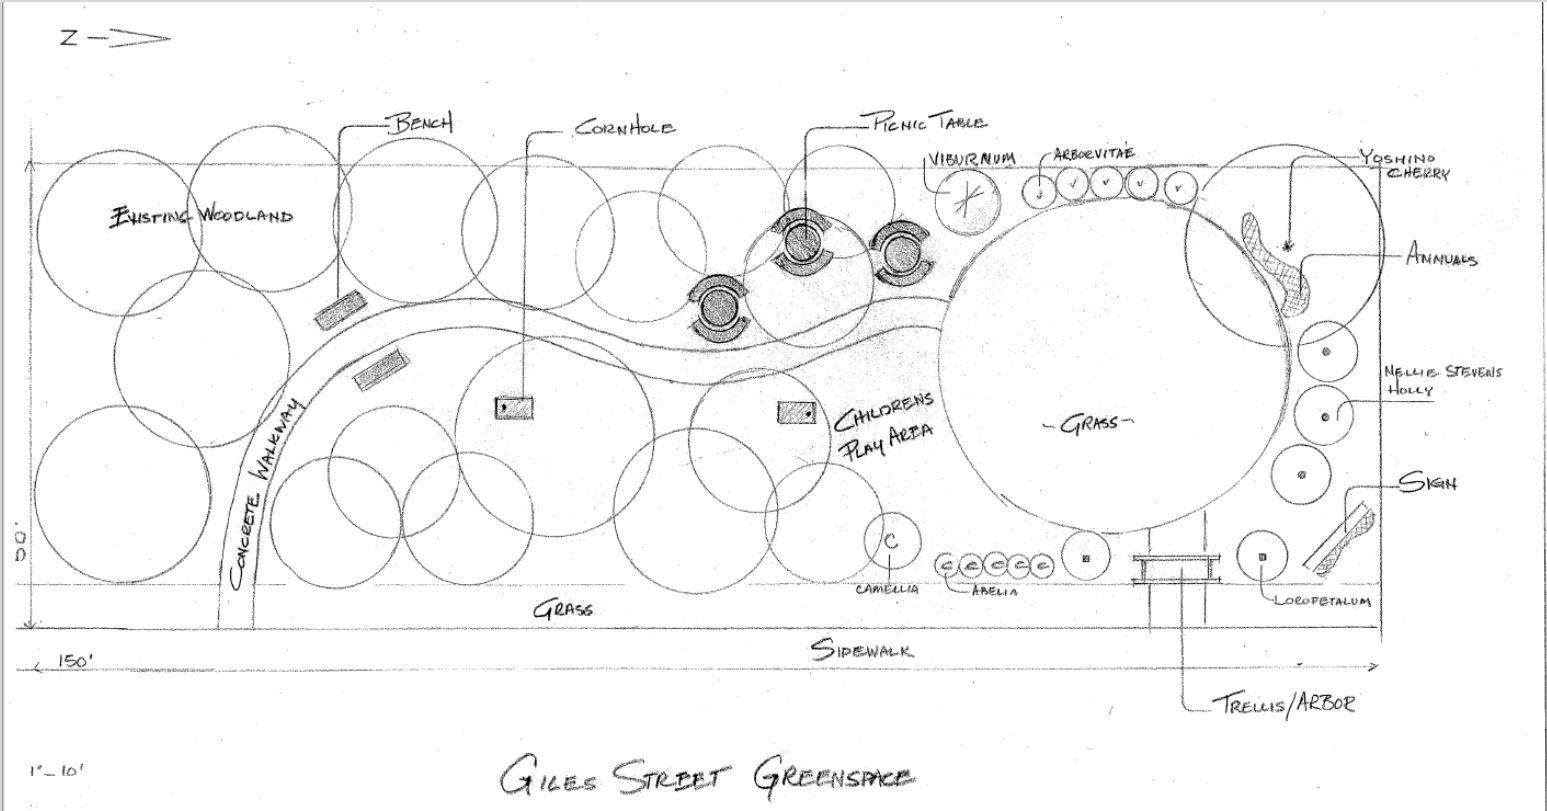 N
BENCH
CORNHOLE
PICNIC TABLE
VIBURNUM
ARBORVITAE
YOSHINO
CHERRY
EXISTING WOODLAND
ANNUALS
NELLIE STEVENS
HOLLY
CHILDRENS
PLAY AREA
- GRASS -
SIGN
CONCRETE WALKWAY
50'
C
CAMELLIA
ABELIA
LOROPETALUM
GRASS
SIDEWALK
150'
TRELLIS/ARBOR
1"-10'
GILES STREET GREENSPACE